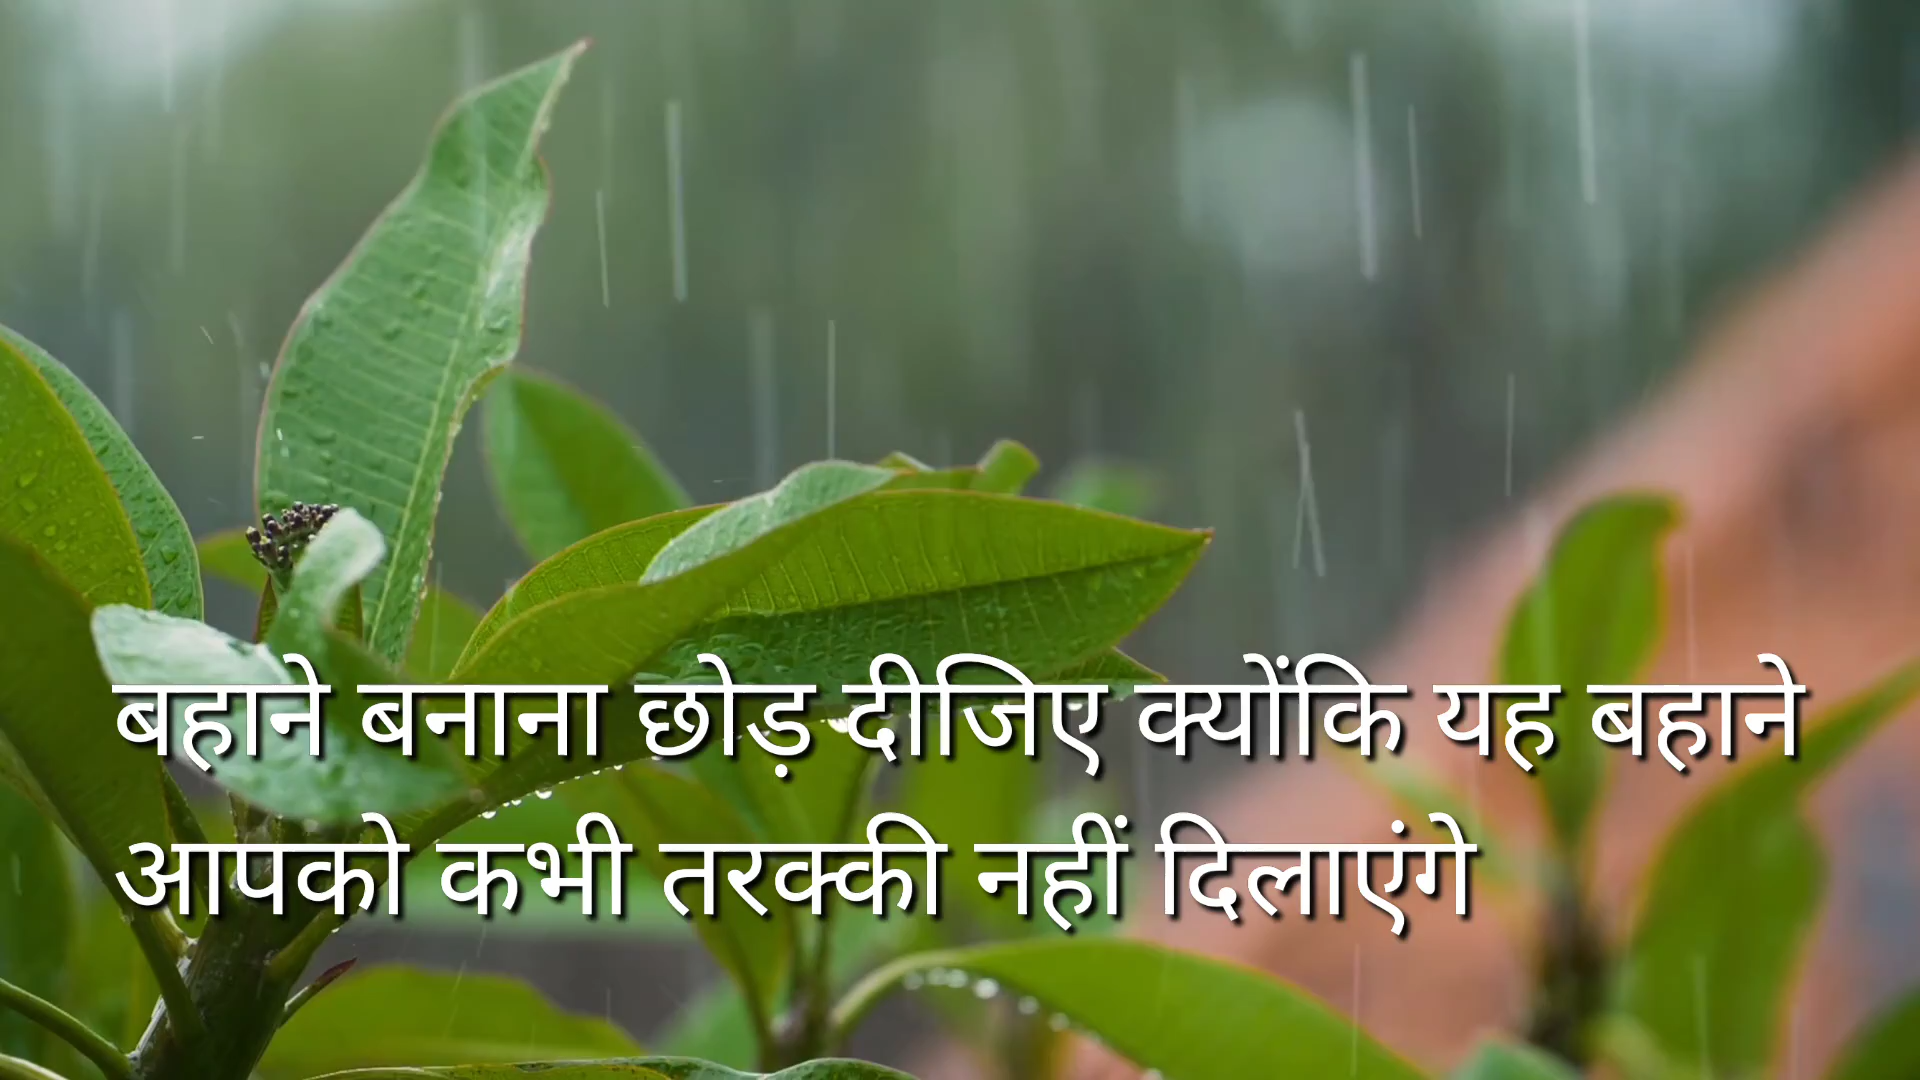 बहाने बनाना छोड़ दीजिए क्योंकि यह बहाने
आपको कभी तरक्की नहीं दिलाएंगे